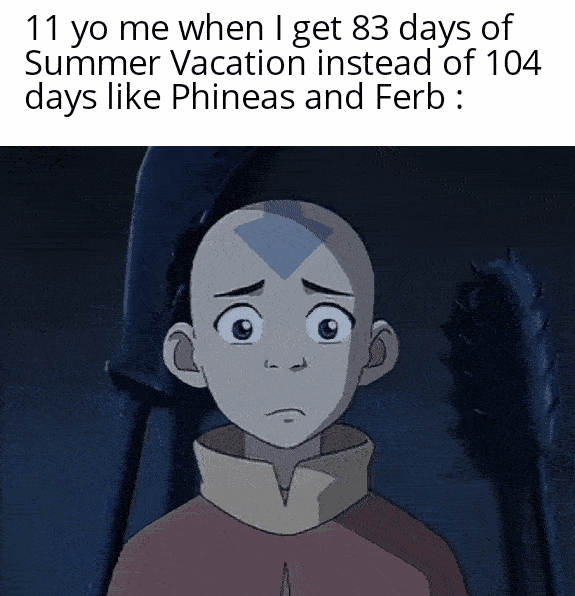 11 yo me when I get 83 days of
Summer Vacation instead of 104
days like Phineas and Ferb :